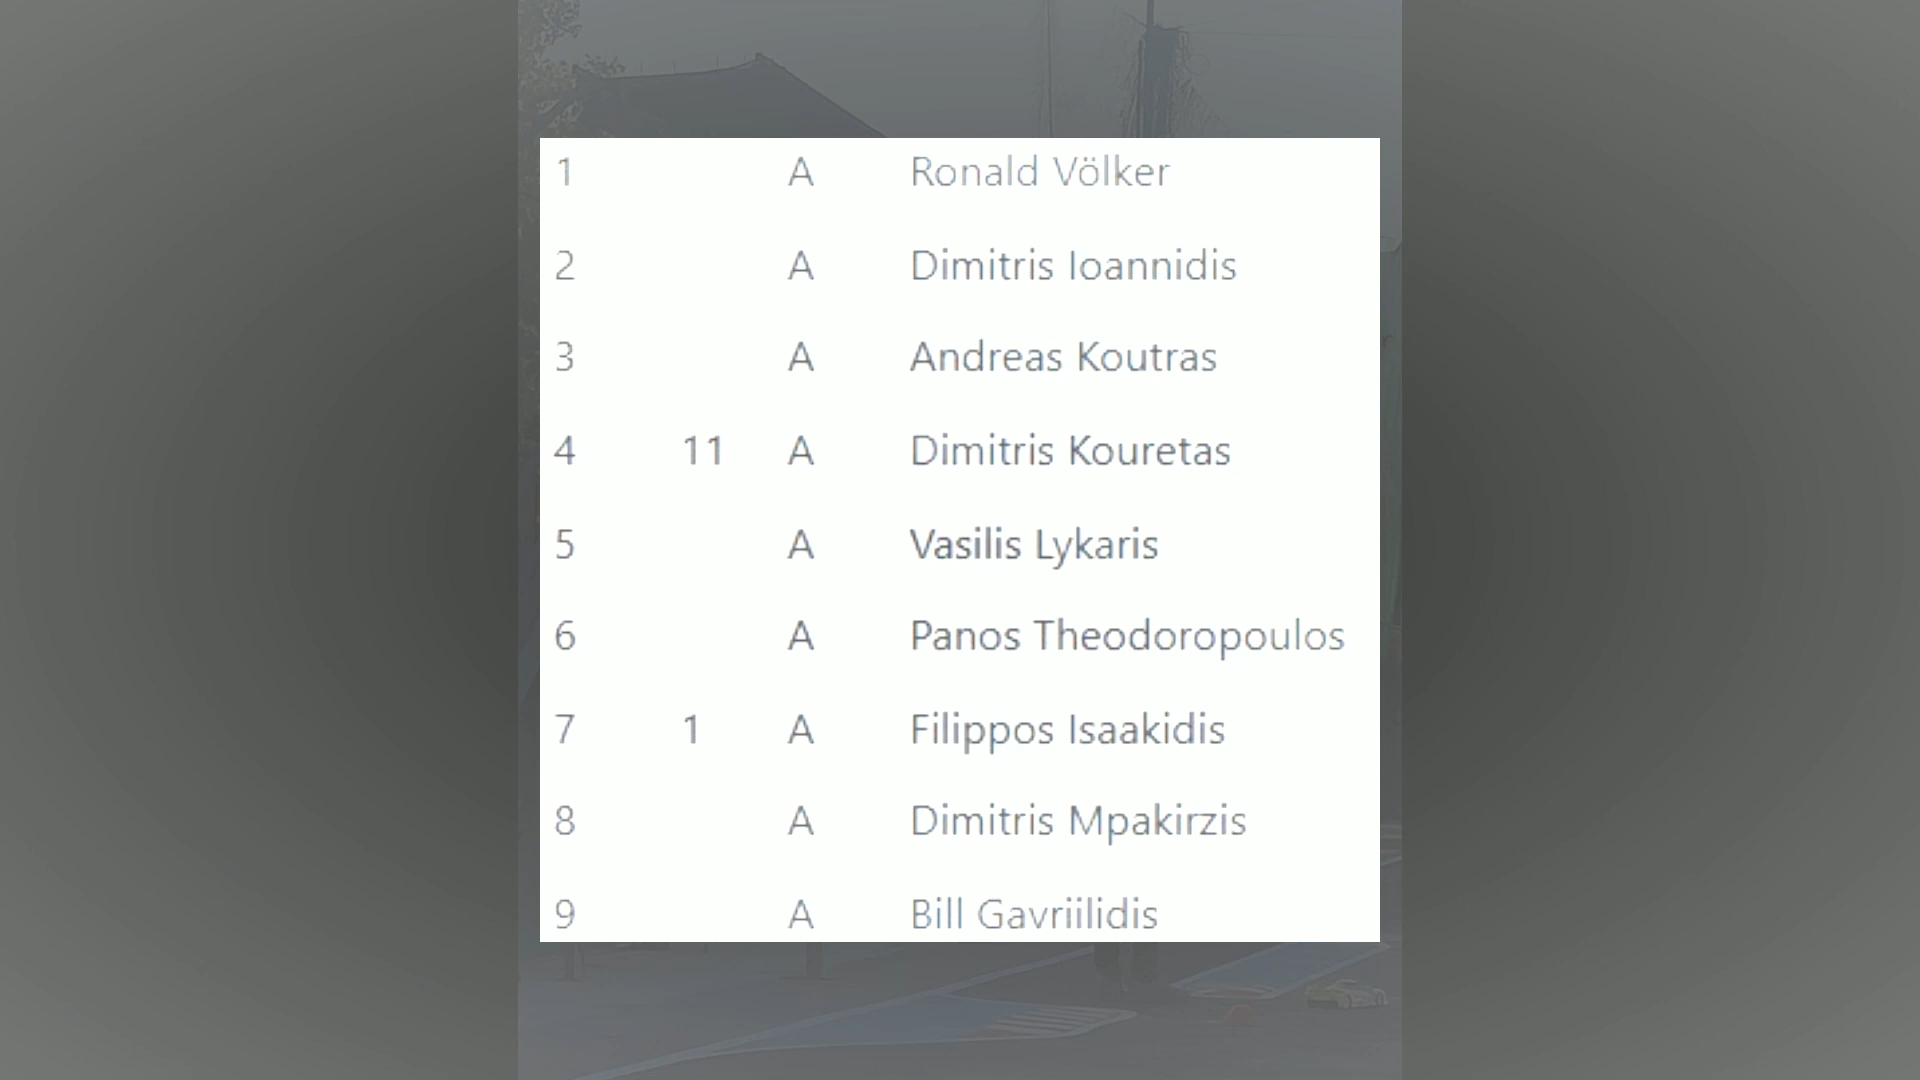 1 A Ronald Völker
2 A Dimitris Ioannidis
3 A Andreas Koutras
4 11 A Dimitris Kouretas
5 A Vasilis Lykaris
6 A Panos Theodoropoulos
7 1 A Filippos Isaakidis
8 A Dimitris Mpakirzis
9 A Bill Gavriilidis